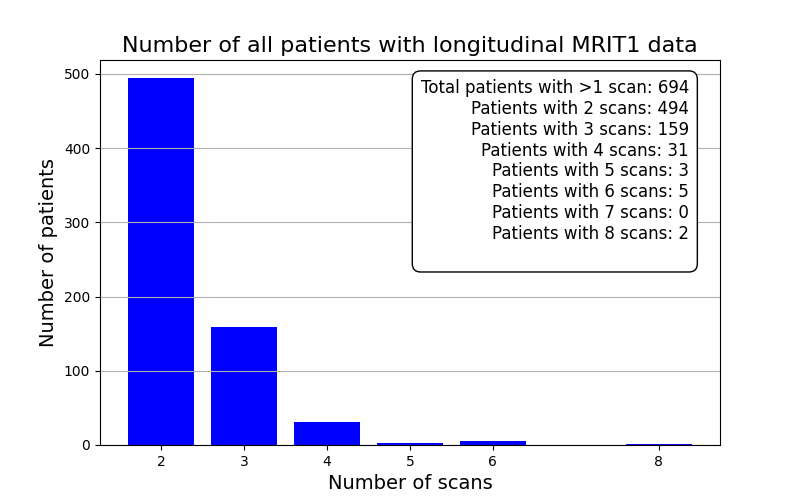 Number of all patients with longitudinal MRIT1 data
Total patients with >1 scan: 694
Patients with 2 scans: 494
Patients with 3 scans: 159
Patients with 4 scans: 31
Patients with 5 scans: 3
Patients with 6 scans: 5
Patients with 7 scans: 0
Patients with 8 scans: 2
Number of patients
500
400
300
200
100
0
2 3 4 5 6 8
Number of scans